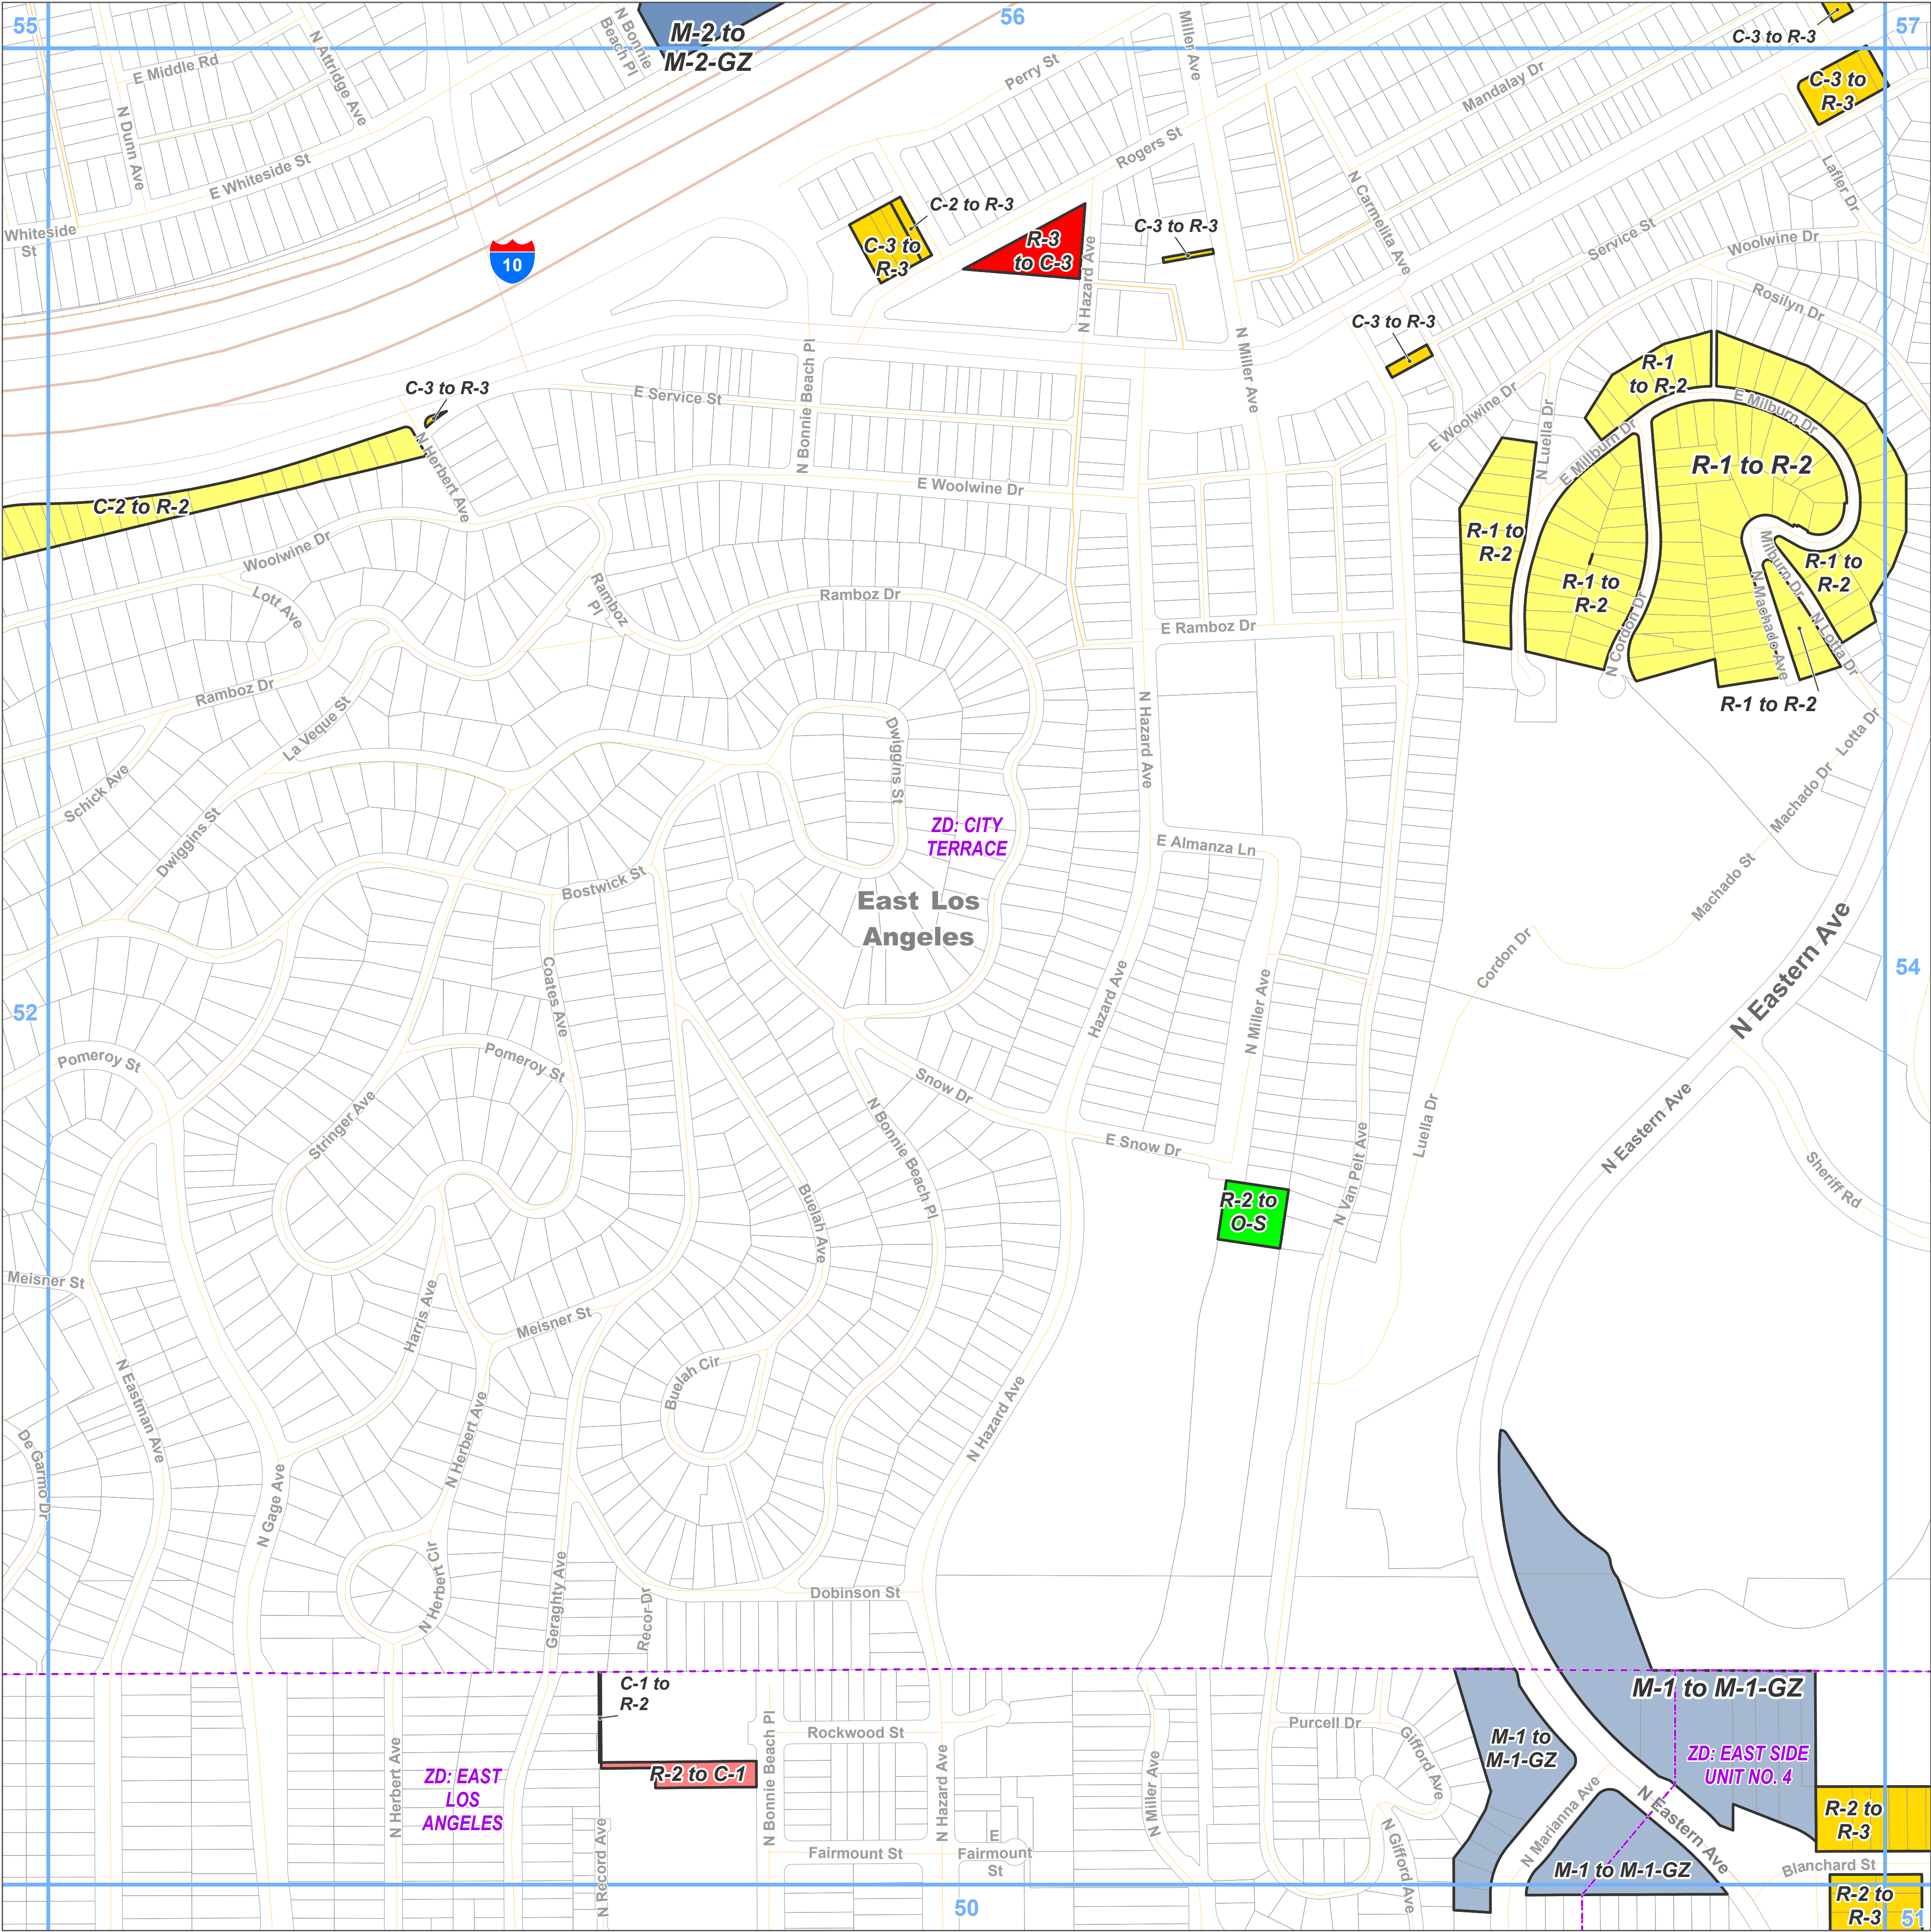 55
56
57
M-2 to
M-2-GZ
C-3 to R-3
C-3 to
R-3
N Bonnie
Beach Pl
Miller Ave
E Middle Rd
N Attridge Ave
N Dunn Ave
E Whiteside St
Whiteside
St
Perry St
Rogers St
Mandalay Dr
N Carmelita Ave
Lafler Dr
Service St
Woolwine Dr
Rosilyn Dr
10
C-2 to R-3
C-3 to
R-3
R-3
to C-3
C-3 to R-3
N Hazard Ave
C-3 to R-3
N Miller Ave
N Bonnie Beach Pl
E Service St
C-3 to R-3
N Herbert Ave
C-2 to R-2
E Woolwine Dr
E Woolwine Dr
N Luella Dr
R-1
to R-2
E Milburn Dr
E Millburn Dr
R-1 to R-2
R-1 to
R-2
R-1 to
R-2
R-1 to
R-2
Milburn Dr
N Machado Ave
N Lotta Dr
N Cordon Dr
R-1 to R-2
Woolwine Dr
Lott Ave
Ramboz
Pl
Ramboz Dr
E Ramboz Dr
Ramboz Dr
La Veque St
Schick Ave
Dwiggins St
Dwiggins St
N Hazard Ave
Lotta Dr
Machado Dr
Machado St
ZD: CITY
TERRACE
E Almanza Ln
Bostwick St
East Los
Angeles
Coates Ave
Cordon Dr
N Eastern Ave
54
52
Hazard Ave
N Miller Ave
Pomeroy St
Pomeroy St
Stringer Ave
Snow Dr
N Bonnie Beach Pl
E Snow Dr
Luella Dr
N Van Pelt Ave
N Eastern Ave
Sheriff Rd
R-2 to
O-S
Buelah Ave
Meisner St
Harris Ave
Meisner St
Buelah Cir
N Eastman Ave
N Herbert Ave
N Hazard Ave
De Garmo Dr
N Gage Ave
N Herbert Cir
Geraghty Ave
Recor Dr
Dobinson St
C-1 to
R-2
R-2 to C-1
N Bonnie Beach Pl
Rockwood St
N Hazard Ave
N Miller Ave
N
Purcell Dr
Gifford Ave
M-1 to
M-1-GZ
M-1 to M-1-GZ
ZD: EAST SIDE
UNIT NO. 4
ZD: EAST
LOS
ANGELES
N Herbert Ave
N Record Ave
Fairmount St
E
Fairmount
St
N Gifford Ave
N Marianna Ave
N Eastern Ave
M-1 to M-1-GZ
R-2 to
R-3
Blanchard St
R-2 to
R-3
50
51